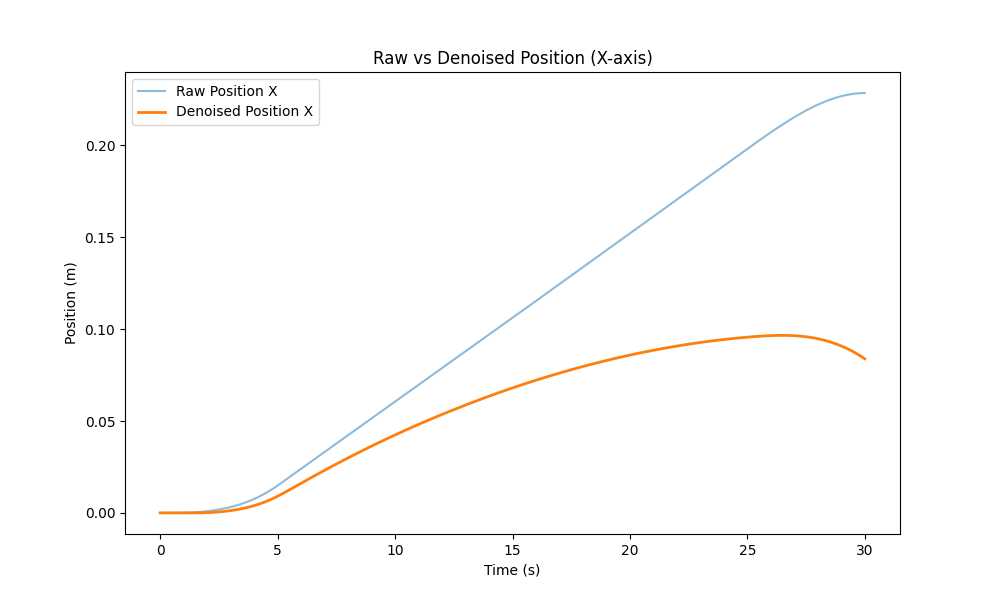 Raw vs Denoised Position (X-axis)
Raw Position X
Denoised Position X
Position (m)
0.20
0.15
0.10
0.05
0.00
0 5 10 15 20 25 30
Time (s)